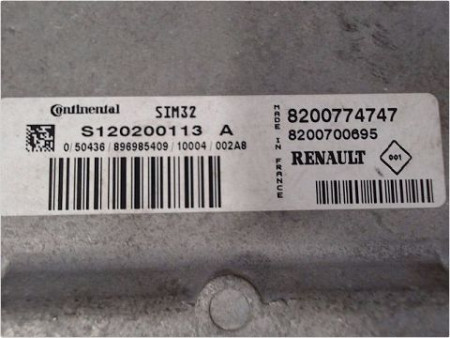 Continental SIM32
S120200113 A
0/50436/896985409/10004/002A8
MADE IN FRANCE
8200774747
8200700695
RENAULT 001